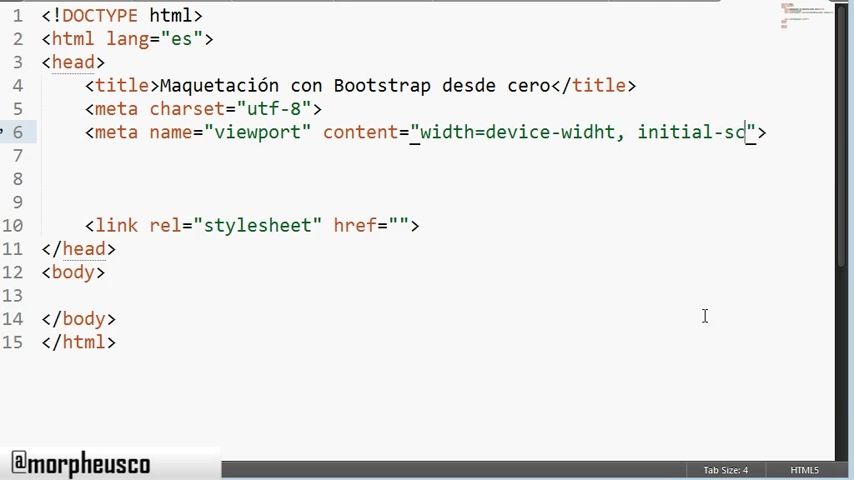 1 <!DOCTYPE html>
2 <html lang="es">
3 <head>
4 <title>Maquetación con Bootstrap desde cero</title>
5 <meta charset="utf-8">
6 <meta name="viewport" content="width=device-widht, initial-sc">
7
8
9
10 <link rel="stylesheet" href="">
11 </head>
12 <body>
13
14 </body>
15 </html>
@morpheusco
Tab Size: 4 HTML5